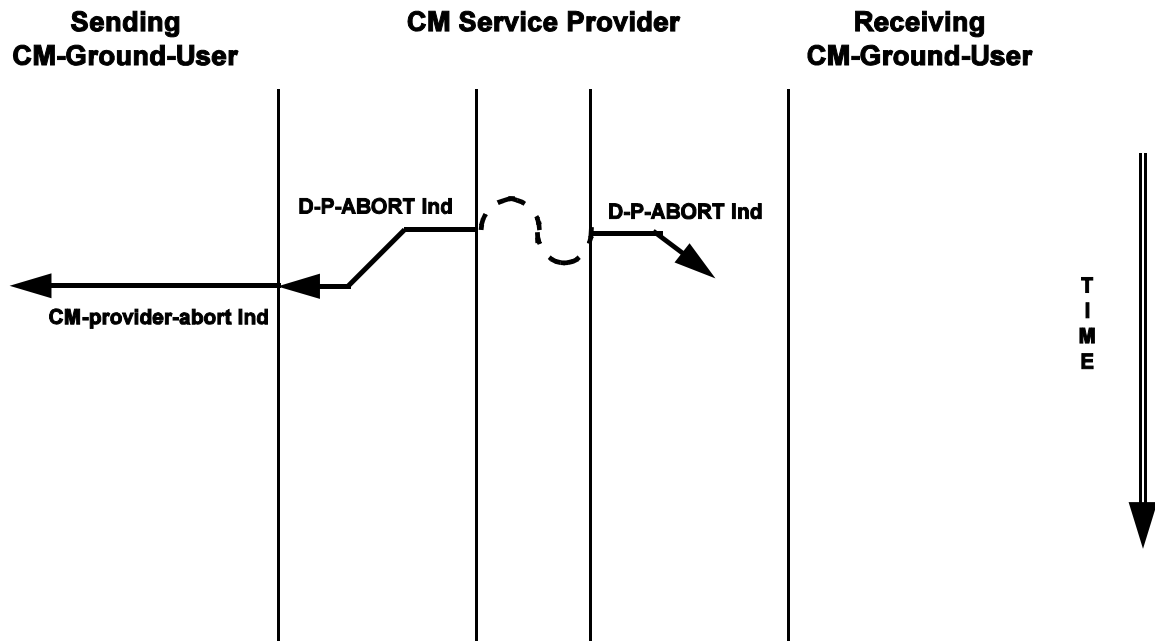 Sending
CM-Ground-User
CM Service Provider
Receiving
CM-Ground-User
D-P-ABORT Ind
D-P-ABORT Ind
CM-provider-abort Ind
T
I
M
E